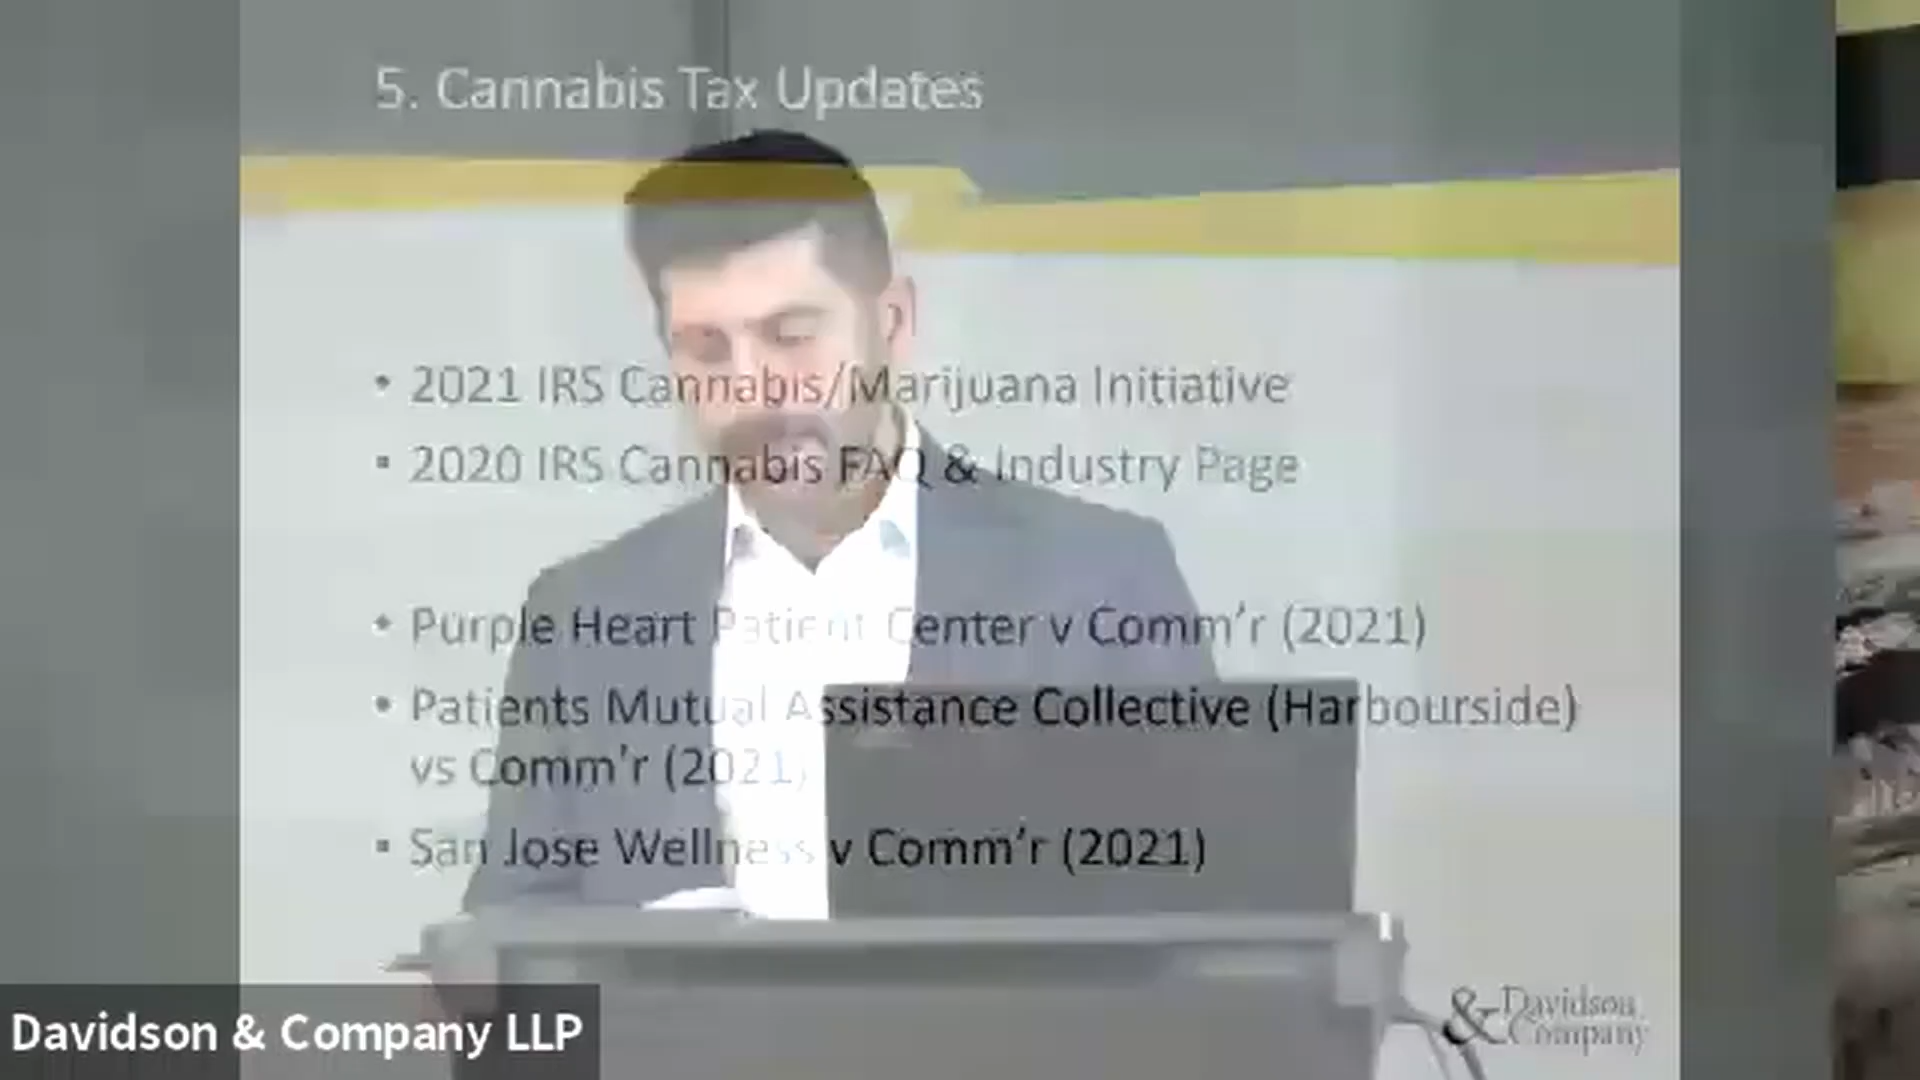 5. Cannabis Tax Updates
• 2021 IRS Cannabis/Marijuana Initiative
▪ 2020 IRS Cannabis FAQ & Industry Page
• Purple Heart Patient Center v Comm'r (2021)
• Patients Mutual Assistance Collective (Harbourside)
vs Comm'r (2021)
▪ San Jose Wellness v Comm'r (2021)
Davidson
& Company
Davidson & Company LLP